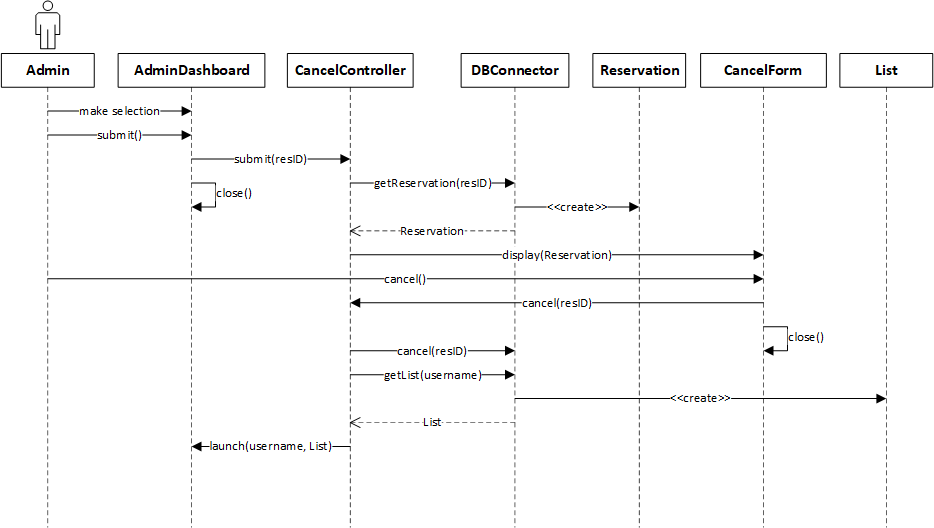 Admin
AdminDashboard
CancelController
DBConnector
Reservation
CancelForm
List
make selection
submit()
submit(resID)
getReservation(resID)
close()
<<create>>
Reservation
display(Reservation)
cancel()
cancel(resID)
close()
cancel(resID)
getList(username)
<<create>>
List
launch(username, List)